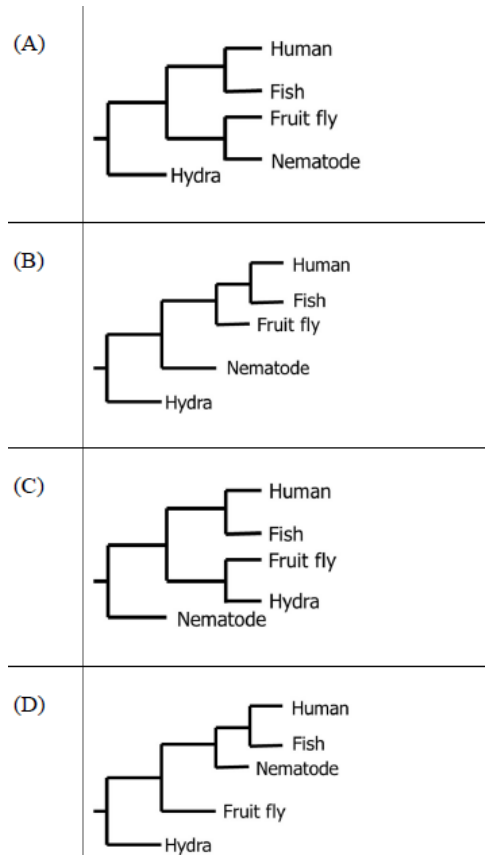 (A)
Human
Fish
Fruit fly
Nematode
Hydra
(B)
Human
Fish
Fruit fly
Nematode
Hydra
(C)
Human
Fish
Fruit fly
Hydra
Nematode
(D)
Human
Fish
Nematode
Fruit fly
Hydra